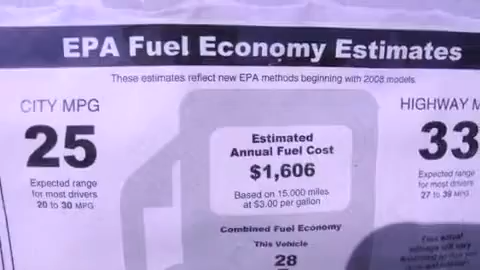 EPA Fuel Economy Estimates
These estimates reflect new EPA methods beginning with 2008 models.
CITY MPG
25
Expected range
for most drivers
20 to 30 MPG
Estimated
Annual Fuel Cost
$1,606
Based on 15,000 miles
at $3.00 per gallon
Combined Fuel Economy
This Vehicle
28
HIGHWAY M
33
Expected range
for most drivers
27 to 39 MPG